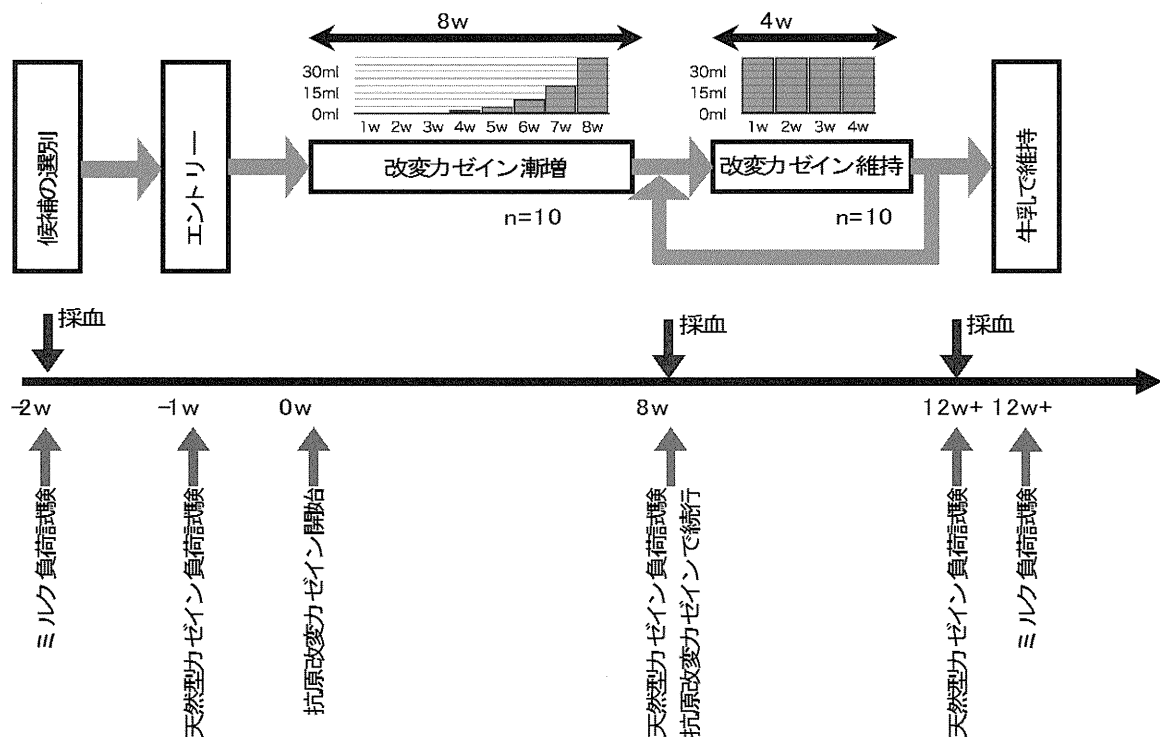 8w
4w
30ml
15ml
0ml
1w 2w 3w 4w 5w 6w 7w 8w
30ml
15ml
0ml
1w 2w 3w 4w
候補の選別
エントリー
改変カゼイン漸増
改変カゼイン維持
牛乳で維持
n=10
n=10
採血
採血
採血
-2w
-1w
0w
8w
12w+
12w+
ミルク負荷試験
天然型カゼイン負荷試験
抗原改変カゼイン開始
天然型カゼイン負荷試験
抗原改変カゼインで続行
天然型カゼイン負荷試験
ミルク負荷試験